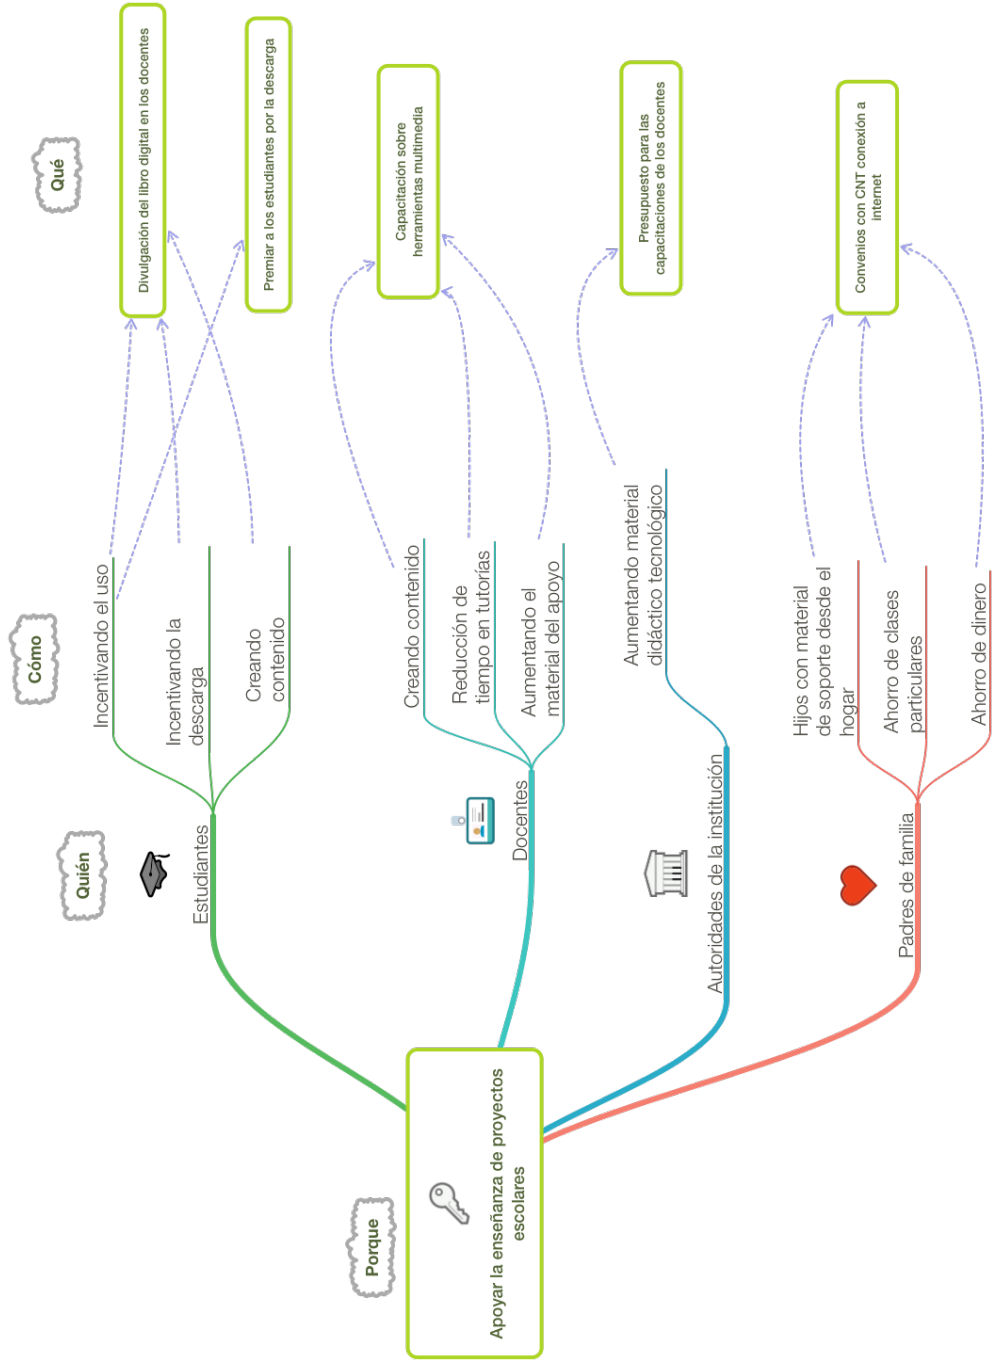 Porque
Quién
Cómo
Qué
Apoyar la enseñanza de proyectos
escolares
Estudiantes
Incentivando el uso
Incentivando la
descarga
Creando
contenido
Divulgación del libro digital en los docentes
Premiar a los estudiantes por la descarga
Docentes
Creando contenido
Reducción de
tiempo en tutorías
Aumentando el
material del apoyo
Capacitación sobre
herramientas multimedia
Autoridades de la institución
Aumentando material
didáctico tecnológico
Presupuesto para las
capacitaciones de los docentes
Padres de familia
Hijos con material
de soporte desde el
hogar
Ahorro de clases
particulares
Ahorro de dinero
Convenios con CNT conexión a
internet